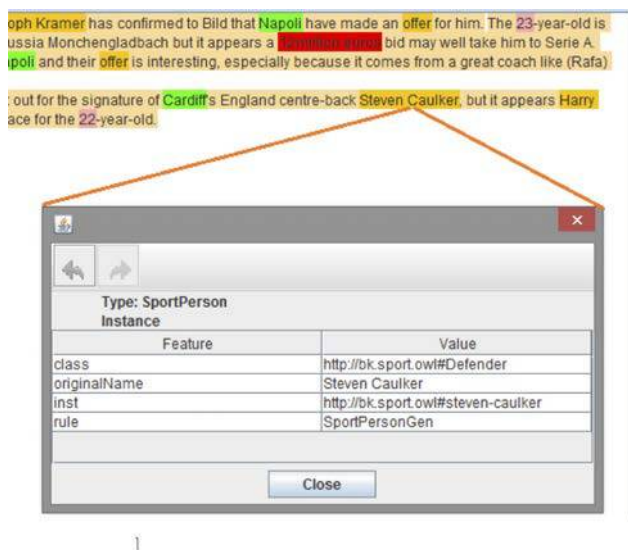 oph Kramer has confirmed to Bild that Napoli have made an offer for him. The 23-year-old is
ussia Monchengladbach but it appears a 12 million euros bid may well take him to Serie A.
apoli and their offer is interesting, especially because it comes from a great coach like (Rafa)
t out for the signature of Cardiff's England centre-back Steven Caulker, but it appears Harry
ace for the 22-year-old.
Type: SportPerson
Instance
Feature Value
class http://bk.sport.owl#Defender
originalName Steven Caulker
inst http://bk.sport.owl#steven-caulker
rule SportPersonGen
Close